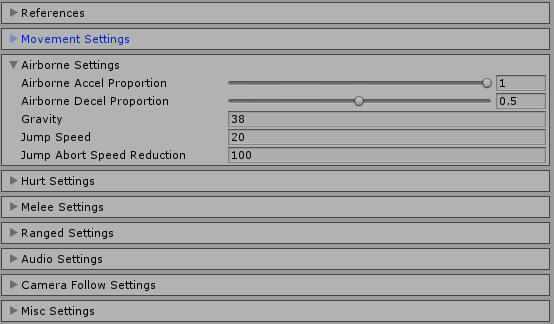 References
Movement Settings
Airborne Settings
Airborne Accel Proportion 1
Airborne Decel Proportion 0.5
Gravity 38
Jump Speed 20
Jump Abort Speed Reduction 100
Hurt Settings
Melee Settings
Ranged Settings
Audio Settings
Camera Follow Settings
Misc Settings